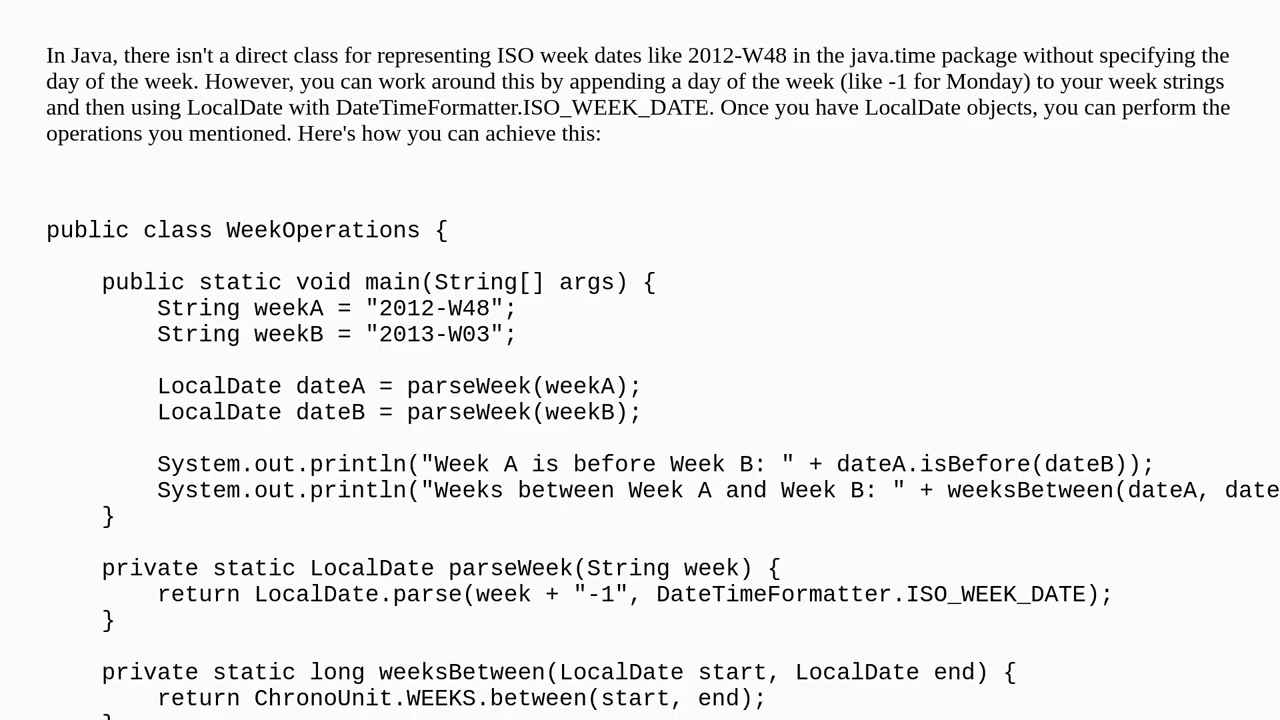 In Java, there isn't a direct class for representing ISO week dates like 2012-W48 in the java.time package without specifying the
day of the week. However, you can work around this by appending a day of the week (like -1 for Monday) to your week strings
and then using LocalDate with DateTimeFormatter.ISO_WEEK_DATE. Once you have LocalDate objects, you can perform the
operations you mentioned. Here's how you can achieve this:
public class WeekOperations {
    public static void main(String[] args) {
        String weekA = "2012-W48";
        String weekB = "2013-W03";
        LocalDate dateA = parseWeek(weekA);
        LocalDate dateB = parseWeek(weekB);
        System.out.println("Week A is before Week B: " + dateA.isBefore(dateB));
        System.out.println("Weeks between Week A and Week B: " + weeksBetween(dateA, date
    }
    private static LocalDate parseWeek(String week) {
        return LocalDate.parse(week + "-1", DateTimeFormatter.ISO_WEEK_DATE);
    }
    private static long weeksBetween(LocalDate start, LocalDate end) {
        return ChronoUnit.WEEKS.between(start, end);
    }